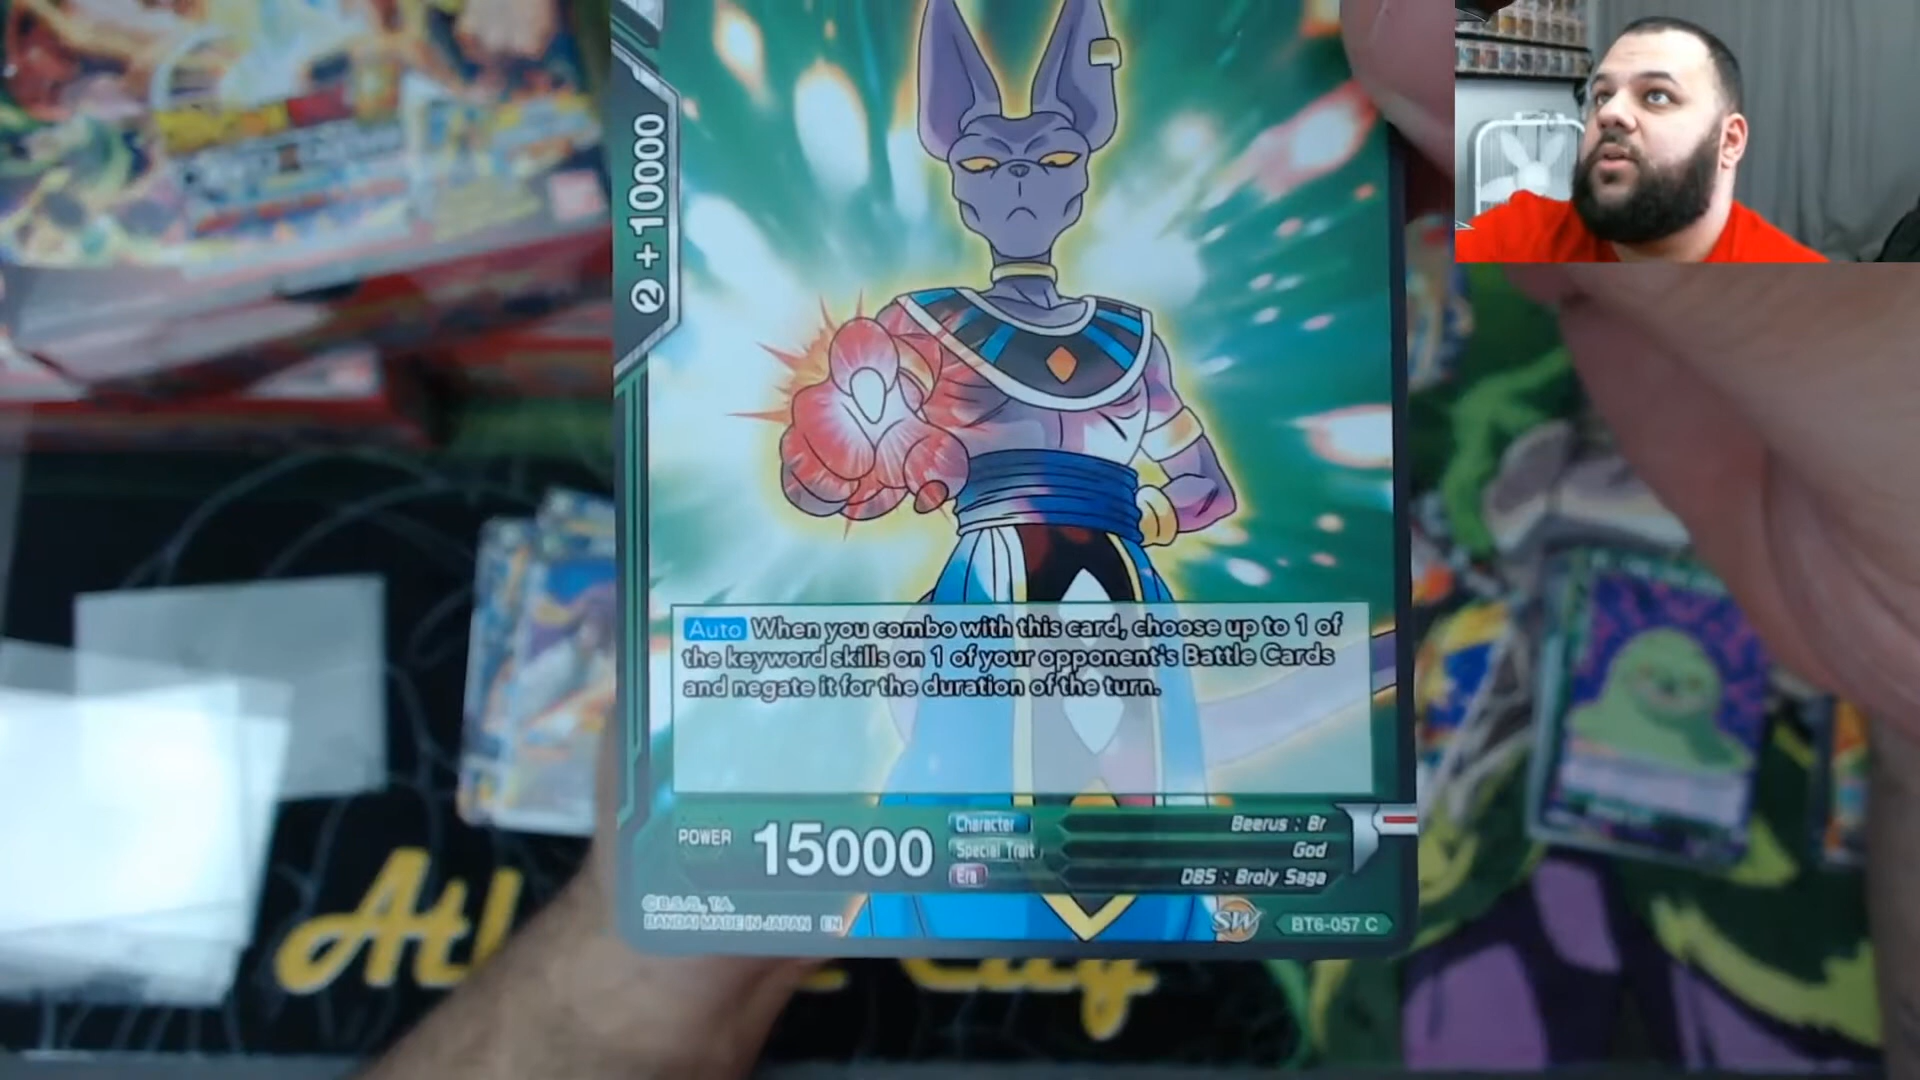 ② +10000
Auto When you combo with this card, choose up to 1 of
the keyword skills on 1 of your opponent's Battle Cards
and negate it for the duration of the turn.
POWER 15000
Character Beerus : Br
Special Trait God
Era DBS : Broly Saga
BANDAI MADE IN JAPAN EN
SW BT6-057 C